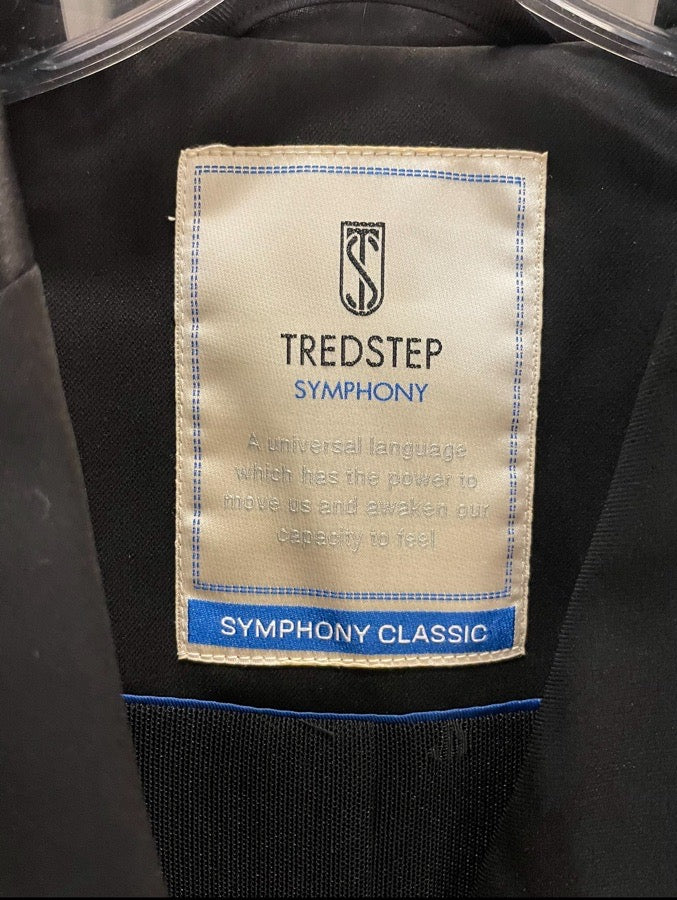 TREDSTEP
SYMPHONY
A universal language
which has the power to
move us and awaken our
capacity to feel
SYMPHONY CLASSIC